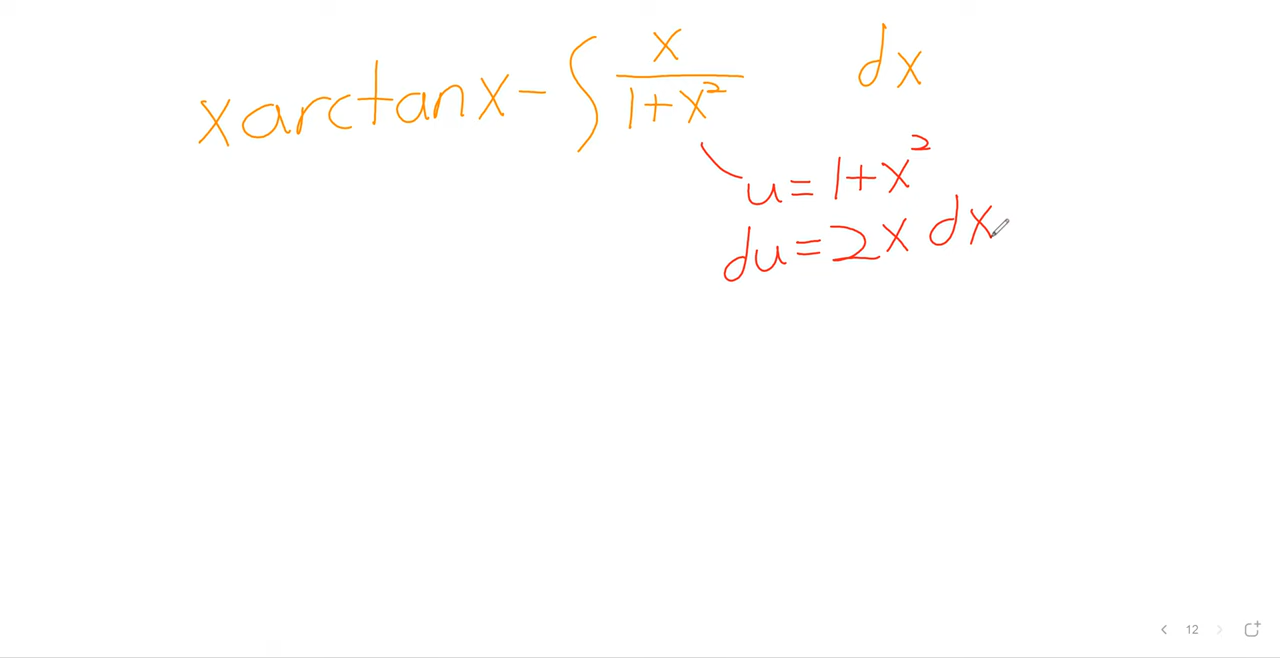 x arctan x - ∫ x/(1+x²) dx
u = 1+x²
du = 2x dx
< 12 >